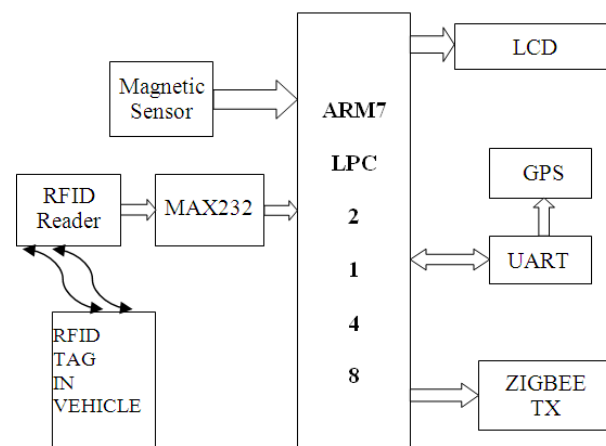 LCD
Magnetic
Sensor
ARM7
LPC
2
1
4
8
RFID
Reader
MAX232
GPS
UART
RFID
TAG
IN
VEHICLE
ZIGBEE
TX